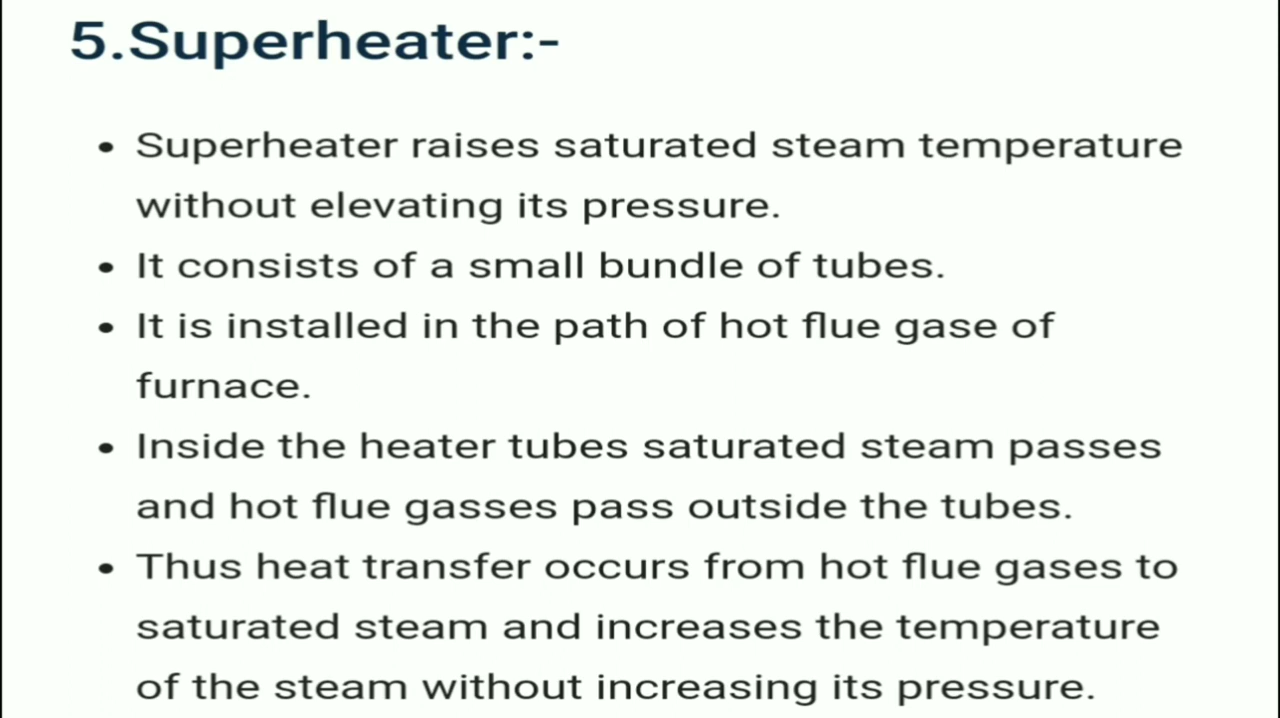 5.Superheater:-
• Superheater raises saturated steam temperature
without elevating its pressure.
• It consists of a small bundle of tubes.
• It is installed in the path of hot flue gase of
furnace.
• Inside the heater tubes saturated steam passes
and hot flue gasses pass outside the tubes.
• Thus heat transfer occurs from hot flue gases to
saturated steam and increases the temperature
of the steam without increasing its pressure.